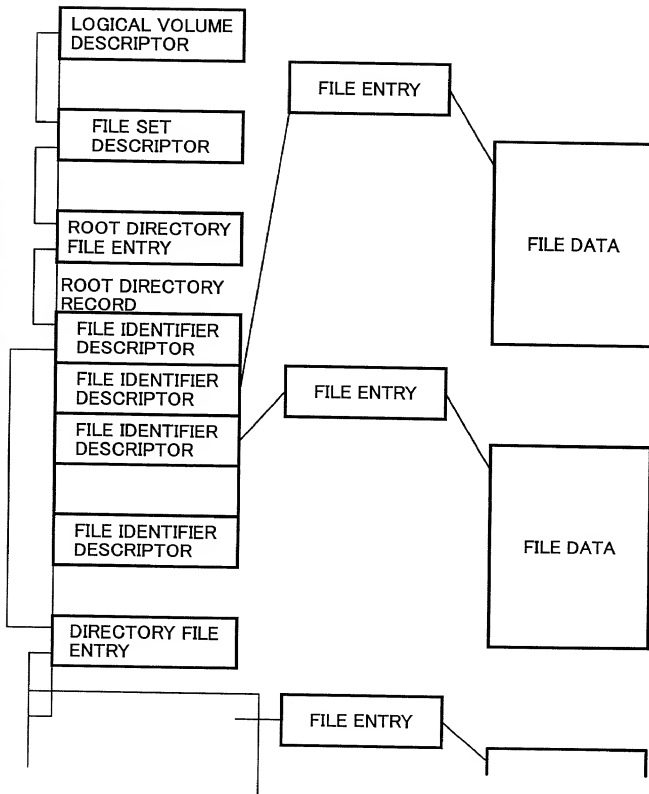 LOGICAL VOLUME
DESCRIPTOR
FILE ENTRY
FILE SET
DESCRIPTOR
ROOT DIRECTORY
FILE ENTRY
FILE DATA
ROOT DIRECTORY
RECORD
FILE IDENTIFIER
DESCRIPTOR
FILE IDENTIFIER
DESCRIPTOR
FILE ENTRY
FILE IDENTIFIER
DESCRIPTOR
FILE IDENTIFIER
DESCRIPTOR
FILE DATA
DIRECTORY FILE
ENTRY
FILE ENTRY